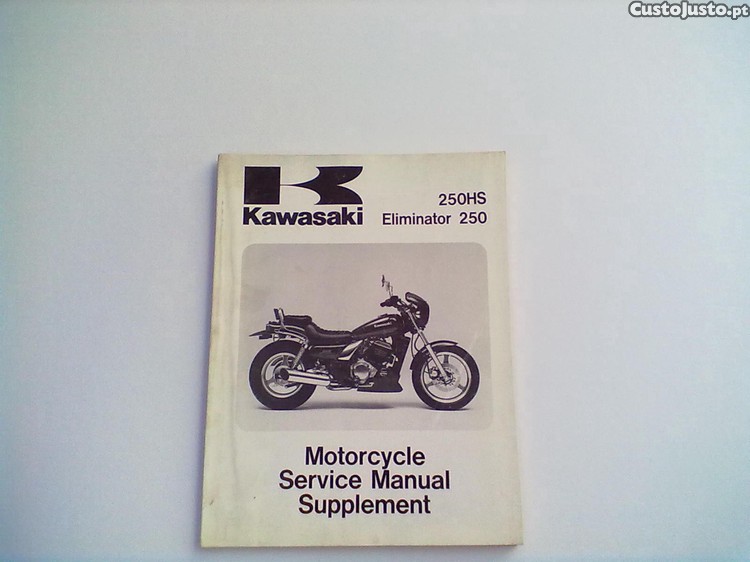 CustoJusto.pt
Kawasaki
250HS
Eliminator 250
Motorcycle
Service Manual
Supplement